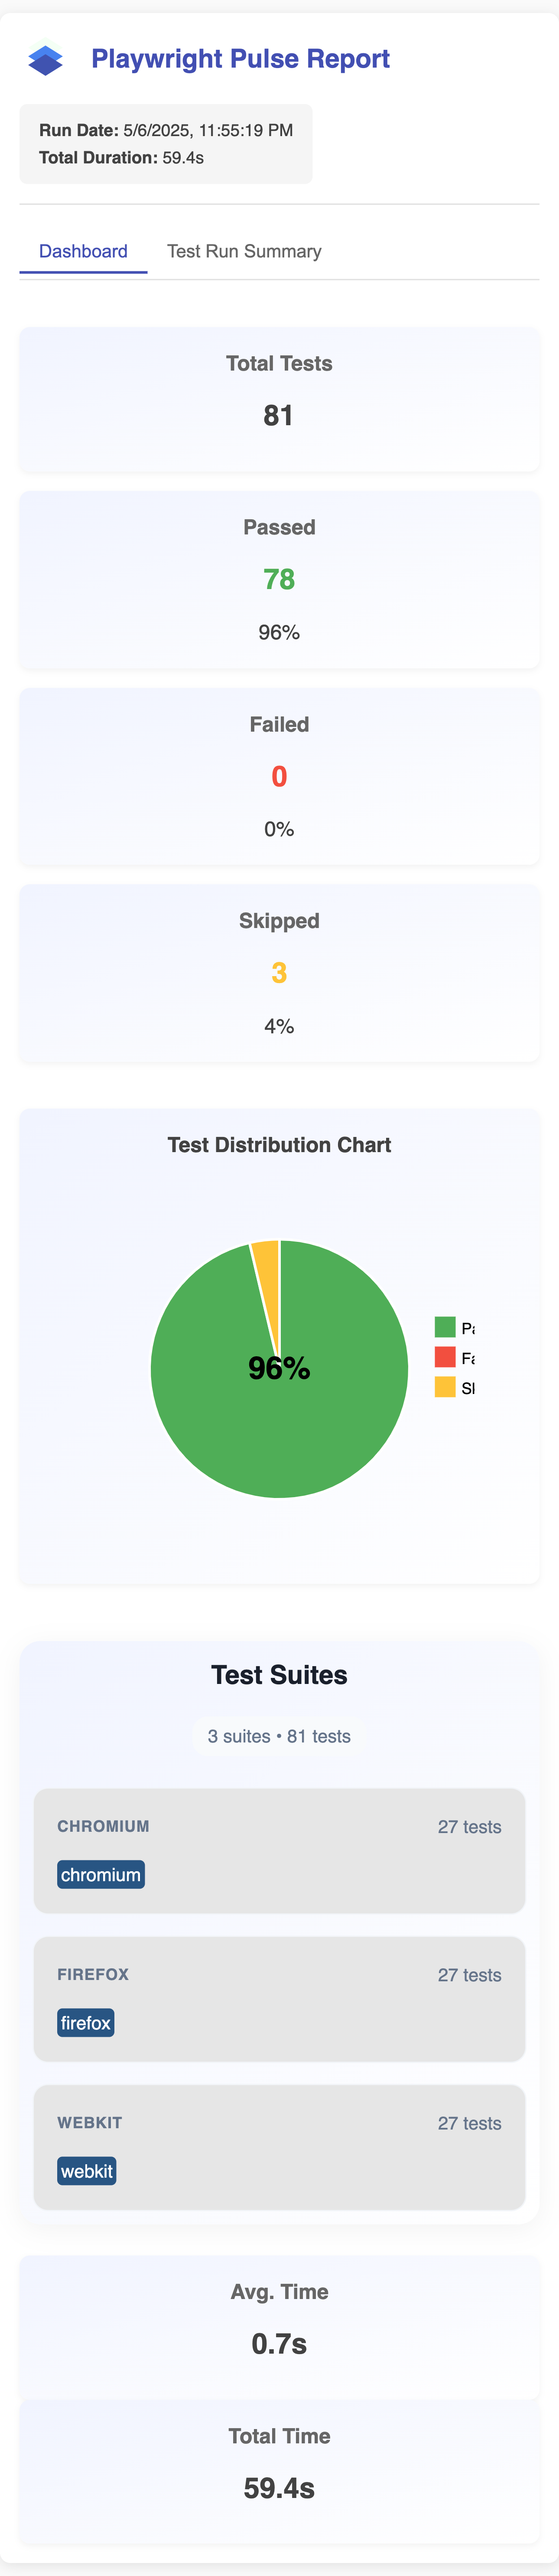 Playwright Pulse Report
Run Date: 5/6/2025, 11:55:19 PM
Total Duration: 59.4s
Dashboard Test Run Summary
Total Tests
81
Passed
78
96%
Failed
0
0%
Skipped
3
4%
Test Distribution Chart
96%
Test Suites
3 suites • 81 tests
CHROMIUM 27 tests
chromium
FIREFOX 27 tests
firefox
WEBKIT 27 tests
webkit
Avg. Time
0.7s
Total Time
59.4s